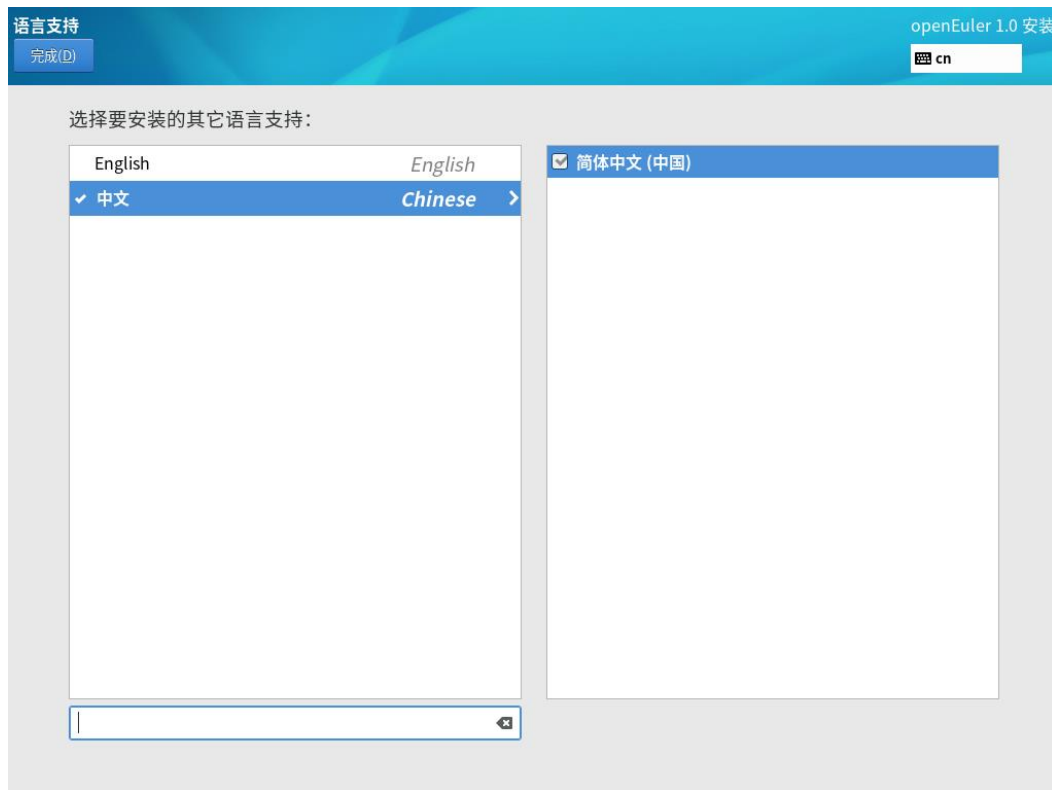 语言支持
openEuler 1.0 安装
完成(D)
cn
选择要安装的其它语言支持：
English English
中文 Chinese
简体中文 (中国)